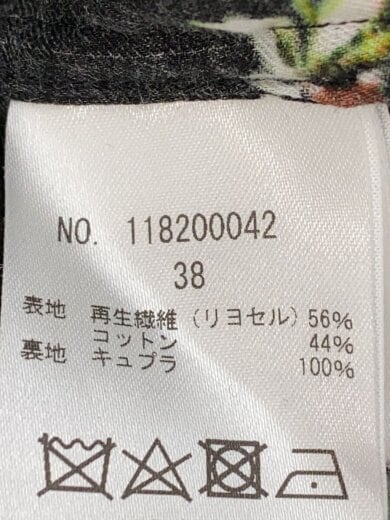 NO. 118200042
38
表地 再生繊維 (リヨセル) 56%
コットン 44%
裏地 キュプラ 100%